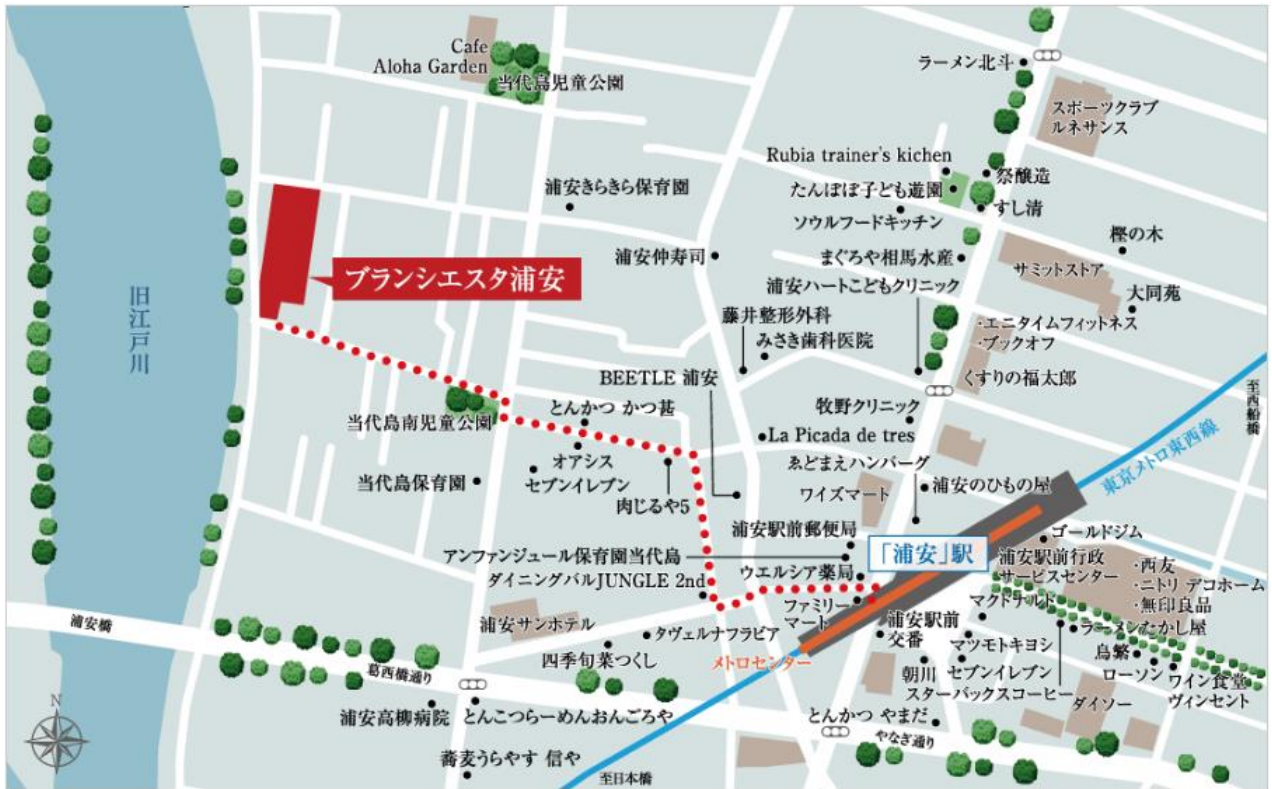 Cafe
Aloha Garden
当代島児童公園
ラーメン北斗
スポーツクラブ
ルネサンス
Rubia trainer's kichen
たんぽぽ子ども遊園
祭醸造
ソウルフードキッチン
すし清
浦安きらきら保育園
浦安仲寿司
まぐろや相馬水産
樫の木
サミットストア
浦安ハートこどもクリニック
大同苑
ブランシエスタ浦安
旧江戸川
藤井整形外科
みさき歯科医院
・エニタイムフィットネス
・ブックオフ
くすりの福太郎
BEETLE 浦安
至西船橋
とんかつ かつ甚
牧野クリニック
当代島南児童公園
La Picada de tres
オアシス
セブンイレブン
ゑどまえハンバーグ
東京メトロ東西線
当代島保育園
肉じるや5
ワイズマート
浦安のひもの屋
浦安駅前郵便局
ゴールドジム
アンファンジュール保育園当代島
「浦安」駅
浦安駅前行政
サービスセンター
・西友
・ニトリ デコホーム
・無印良品
ダイニングバルJUNGLE 2nd
ウエルシア薬局
ファミリー
マート
マクドナルド
浦安橋
浦安サンホテル
タヴェルナフラビア
浦安駅前
交番
マツモトキヨシ
ラーメンたかし屋
四季旬菜つくし
メトロセンター
鳥繁
葛西橋通り
朝川
セブンイレブン
ローソン
ワイン食堂
ヴィンセント
スターバックスコーヒー
ダイソー
N
浦安高柳病院
とんこつらーめんおんごろや
とんかつ やまだ
やなぎ通り
蕎麦うらやす 信や
至日本橋